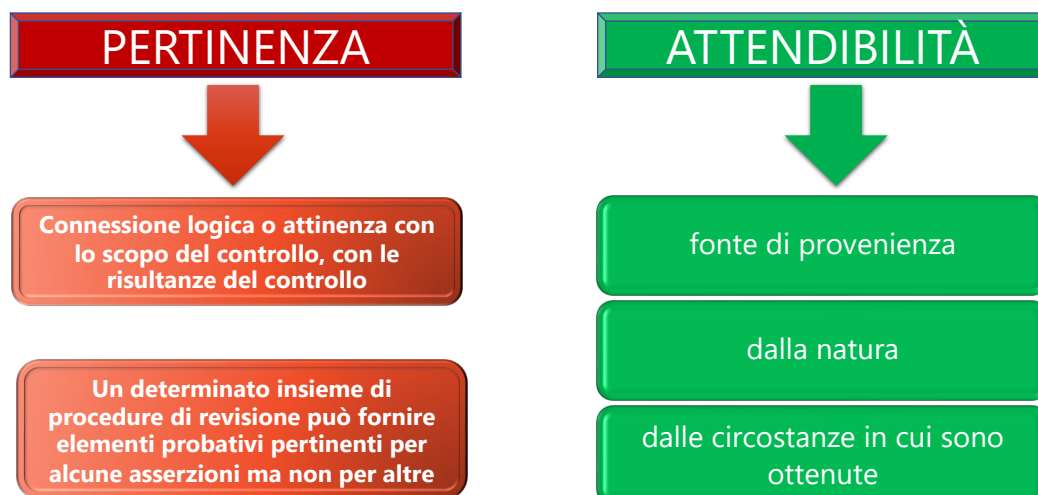 PERTINENZA
Connessione logica o attinenza con
lo scopo del controllo, con le
risultanze del controllo
Un determinato insieme di
procedure di revisione può fornire
elementi probativi pertinenti per
alcune asserzioni ma non per altre
ATTENDIBILITÀ
fonte di provenienza
dalla natura
dalle circostanze in cui sono
ottenute